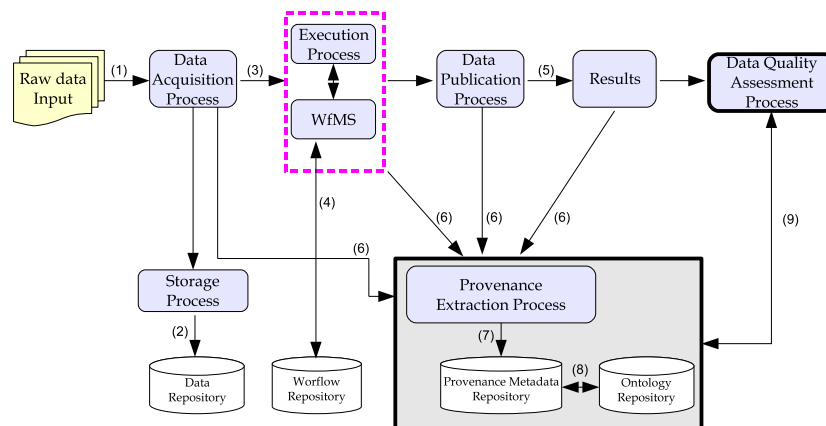 Raw data
Input
(1)
Data
Acquisition
Process
(3)
Execution
Process
WfMS
Data
Publication
Process
(5)
Results
Data Quality
Assessment
Process
(4)
(6)
(6)
(6)
(6)
(9)
Storage
Process
(2)
Data
Repository
Worflow
Repository
Provenance
Extraction Process
(7)
Provenance Metadata
Repository
(8)
Ontology
Repository